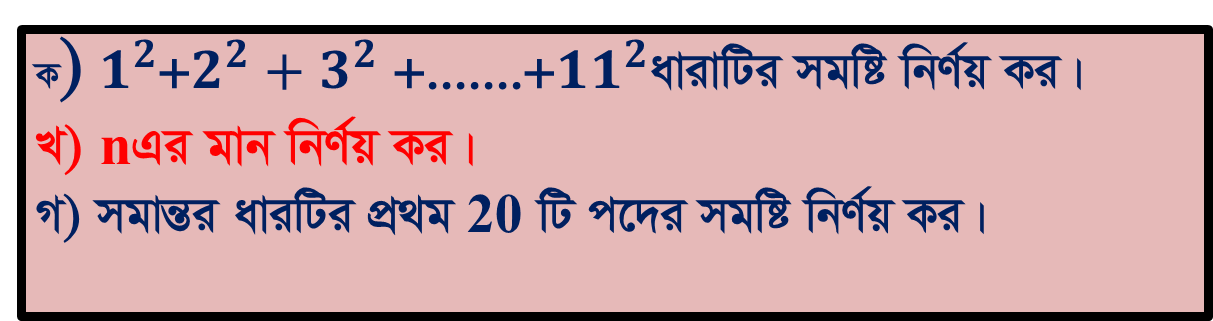 ক) 1²+2² + 3² +.......+11²ধারাটির সমষ্টি নির্ণয় কর।
খ) nএর মান নির্ণয় কর।
গ) সমান্তর ধারটির প্রথম 20 টি পদের সমষ্টি নির্ণয় কর।